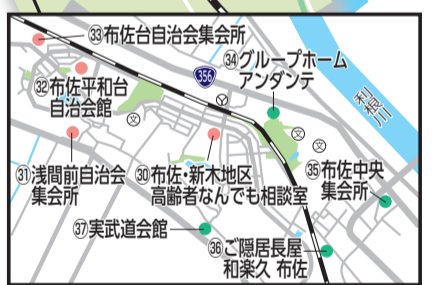 ㉝布佐台自治会集会所
356
㉞グループホーム
アンダンテ
利根川
㉜布佐平和台
自治会館
文
文
文
㉛浅間前自治会
集会所
㉚布佐・新木地区
高齢者なんでも相談室
㉟布佐中央
集会所
㊲実武道会館
㊱ご隠居長屋
和楽久 布佐